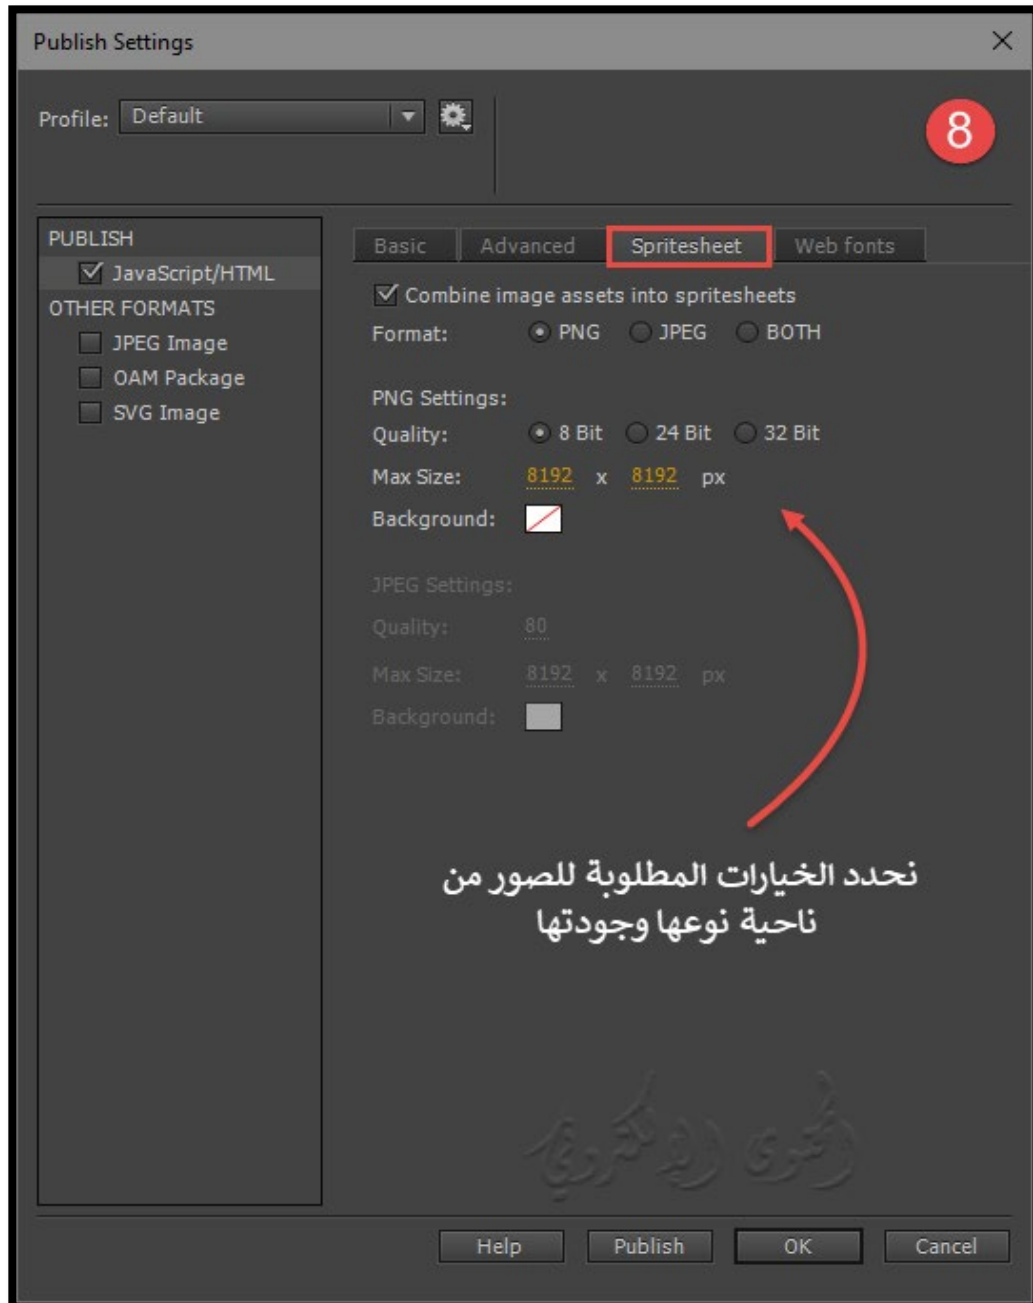 Publish Settings
Profile: Default
8
PUBLISH
JavaScript/HTML
OTHER FORMATS
JPEG Image
OAM Package
SVG Image
Basic Advanced Spritesheet Web fonts
Combine image assets into spritesheets
Format: PNG JPEG BOTH
PNG Settings:
Quality: 8 Bit 24 Bit 32 Bit
Max Size: 8192 x 8192 px
Background:
JPEG Settings:
Quality: 80
Max Size: 8192 x 8192 px
Background:
نحدد الخيارات المطلوبة للصور من
ناحية نوعها وجودتها
المحتوى الإلكتروني
Help Publish OK Cancel